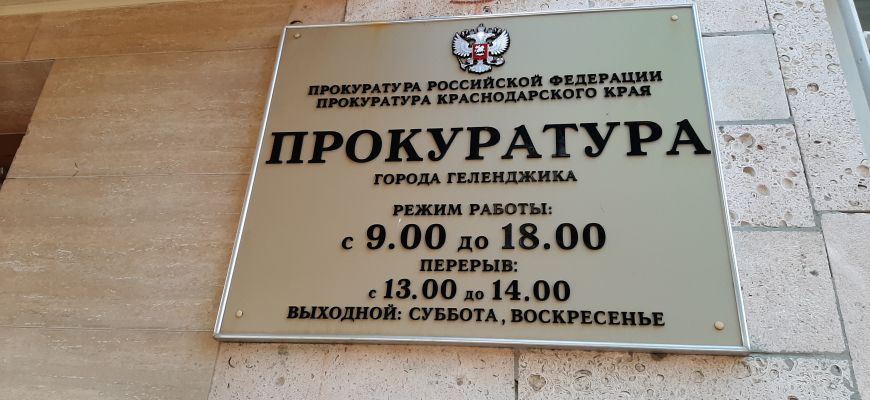 ПРОКУРАТУРА РОССИЙСКОЙ ФЕДЕРАЦИИ
ПРОКУРАТУРА КРАСНОДАРСКОГО КРАЯ
ПРОКУРАТУРА
ГОРОДА ГЕЛЕНДЖИКА
РЕЖИМ РАБОТЫ:
с 9.00 до 18.00
ПЕРЕРЫВ:
с 13.00 до 14.00
ВЫХОДНОЙ: СУББОТА, ВОСКРЕСЕНЬЕ